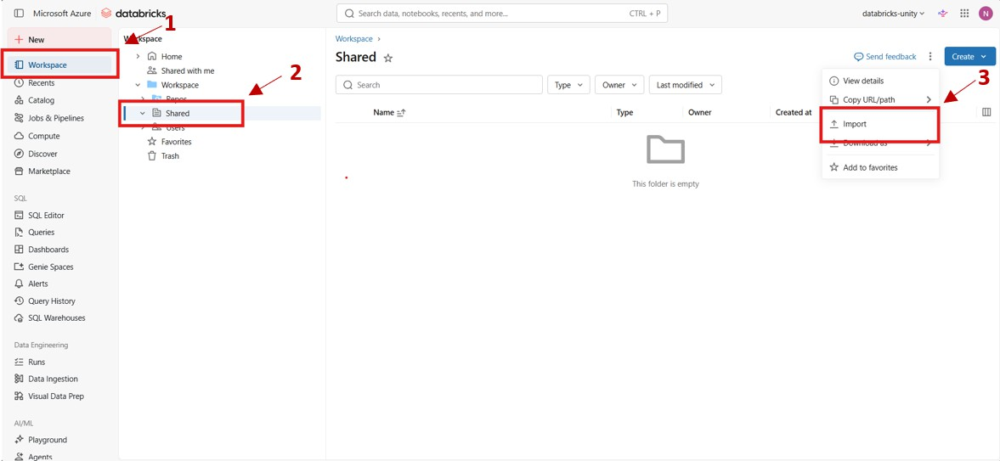 Microsoft Azure databricks
Search data, notebooks, recents, and more... CTRL + P
databricks-unity
N
1
New
Workspace
Recents
Catalog
Jobs & Pipelines
Compute
Discover
Marketplace
SQL
SQL Editor
Queries
Dashboards
Genie Spaces
Alerts
Query History
SQL Warehouses
Data Engineering
Runs
Data Ingestion
Visual Data Prep
AI/ML
Playground
Agents
Workspace
Home
Shared with me
Workspace
Repos
Shared
Users
Favorites
Trash
2
Workspace
Shared
Send feedback
Create
Search
Type
Owner
Last modified
Name Type Owner Created at
This folder is empty
View details
Copy URL/path
Import
Download as
Add to favorites
3